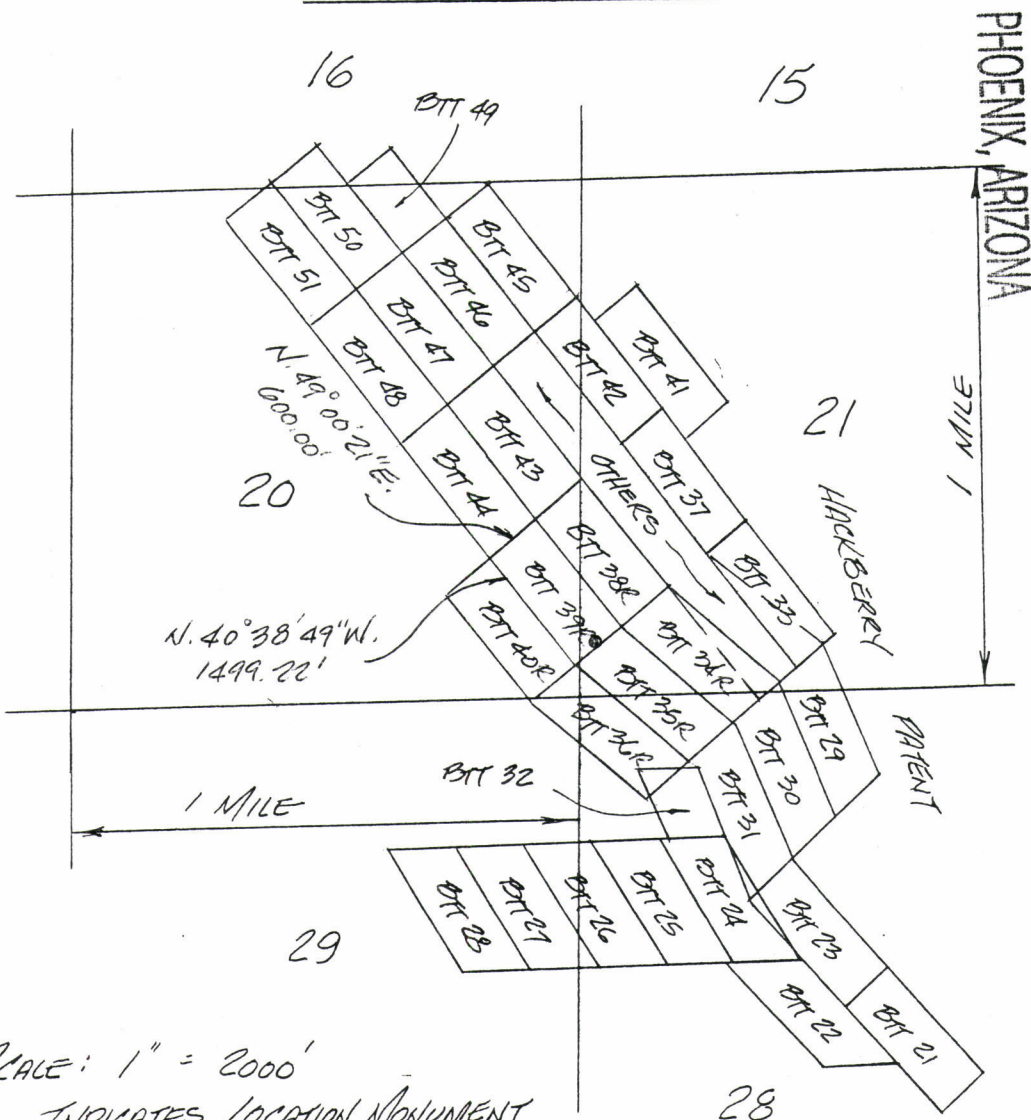 PHOENIX, ARIZONA
16
15
BTT 49
BTT 50
BTT 51
BTT 45
BTT 46
BTT 47
BTT 48
BTT 41
BTT 42
BTT 43
BTT 44
21
1 MILE
N. 49° 00' 21" E.
600.00'
20
OTHERS
BTT 37
HACKBERRY
BTT 33
BTT 38R
BTT 39R
BTT 40R
N. 40° 38' 49" W.
1499.22'
BTT 34R
BTT 35R
BTT 36R
BTT 29
BTT 30
BTT 31
BTT 32
PATENT
1 MILE
BTT 28
BTT 27
BTT 26
BTT 25
BTT 24
BTT 23
BTT 22
BTT 21
29
28
SCALE: 1" = 2000'
INDICATES LOCATION MONUMENT